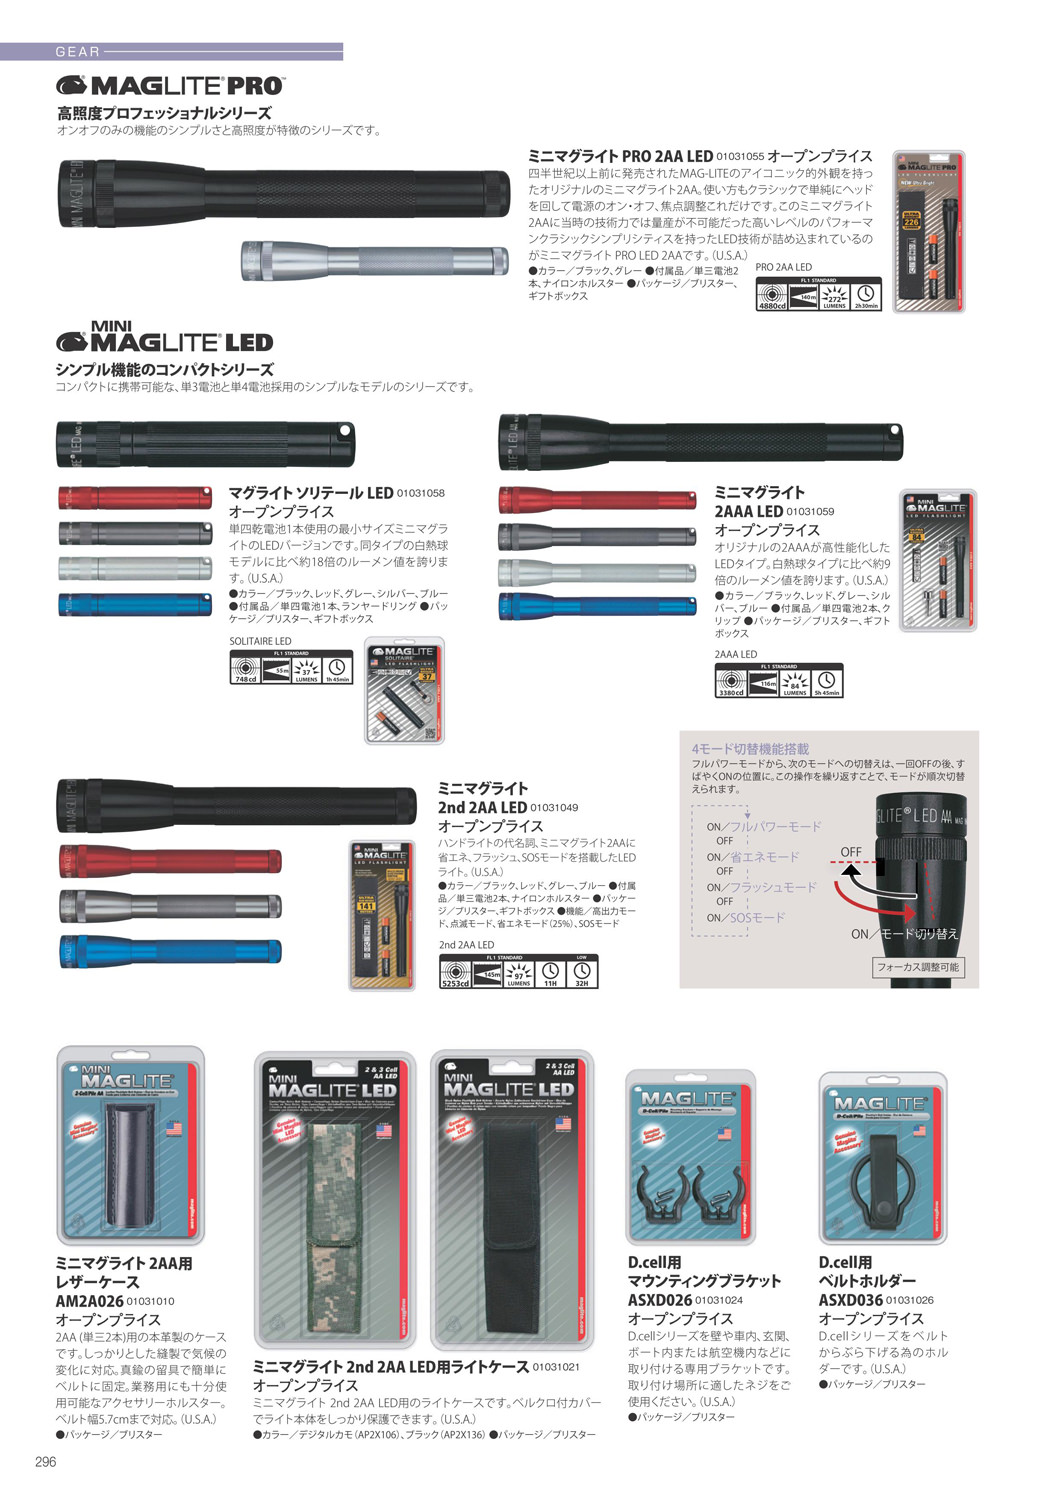 GEAR
MAGLITE® PRO™
高照度プロフェッショナルシリーズ
オンオフのみの機能のシンプルさと高照度が特徴のシリーズです。
ミニマグライト PRO 2AA LED 01031055 オープンプライス
四半世紀以上前に発売されたMAG-LITEのアイコニック的外観を持っ
たオリジナルのミニマグライト2AA。使い方もクラシックで単純にヘッド
を回して電源のオン・オフ、焦点調整これだけです。このミニマグライト
2AAに当時の技術力では量産が不可能だった高いレベルのパフォーマ
ンクラシックシンプリシティスを持ったLED技術が詰め込まれているの
がミニマグライト PRO LED 2AAです。(U.S.A.)
●カラー／ブラック、グレー ●付属品／単三電池2
本、ナイロンホルスター ●パッケージ／ブリスター、
ギフトボックス
PRO 2AA LED
FL1 STANDARD
4880cd 140m 272 LUMENS 2h30min
MINI
MAGLITE® LED
シンプル機能のコンパクトシリーズ
コンパクトに携帯可能な、単3電池と単4電池採用のシンプルなモデルのシリーズです。
マグライト ソリテール LED 01031058
オープンプライス
単四乾電池1本使用の最小サイズミニマグラ
イトのLEDバージョンです。同タイプの白熱球
モデルに比べ約18倍のルーメン値を誇りま
す。(U.S.A.)
●カラー／ブラック、レッド、グレー、シルバー、ブルー
●付属品／単四電池1本、ランヤードリング ●パッ
ケージ／ブリスター、ギフトボックス
SOLITAIRE LED
FL1 STANDARD
748cd 55m 37 LUMENS 1h45min
ミニマグライト
2AAA LED 01031059
オープンプライス
オリジナルの2AAAが高性能化した
LEDタイプ。白熱球タイプに比べ約9
倍のルーメン値を誇ります。(U.S.A.)
●カラー／ブラック、レッド、グレー、シル
バー、ブルー ●付属品／単四電池2本、ク
リップ ●パッケージ／ブリスター、ギフト
ボックス
2AAA LED
FL1 STANDARD
3380cd 116m 84 LUMENS 5h45min
ミニマグライト
2nd 2AA LED 01031049
オープンプライス
ハンドライトの代名詞、ミニマグライト2AAに
省エネ、フラッシュ、SOSモードを搭載したLED
ライト。(U.S.A.)
●カラー／ブラック、レッド、グレー、ブルー ●付属
品／単三電池2本、ナイロンホルスター ●パッケー
ジ／ブリスター、ギフトボックス ●機能／高出力モー
ド、点滅モード、省エネモード(25%)、SOSモード
2nd 2AA LED
FL1 STANDARD LOW
5253cd 145m 97 LUMENS 11H 32H
4モード切替機能搭載
フルパワーモードから、次のモードへの切替えは、一回OFFの後、す
ばやくONの位置に。この操作を繰り返すことで、モードが順次切替
えられます。
ON／フルパワーモード
OFF
ON／省エネモード
OFF
ON／フラッシュモード
OFF
ON／SOSモード
OFF
ON／モード切り替え
フォーカス調整可能
MINI
MAGLITE®
MINI
MAGLITE® LED
2 & 3 Cell
AA LED
MINI
MAGLITE® LED
2 & 3 Cell
AA LED
MAGLITE®
D-Cell/Pila
MAGLITE®
D-Cell/Pila
ミニマグライト 2AA用
レザーケース
AM2A026 01031010
オープンプライス
2AA (単三2本)用の本革製のケース
です。しっかりとした縫製で気候の
変化に対応。真鍮の留具で簡単に
ベルトに固定。業務用にも十分使
用可能なアクセサリーホルスター。
ベルト幅5.7cmまで対応。(U.S.A.)
●パッケージ／ブリスター
ミニマグライト 2nd 2AA LED用ライトケース 01031021
オープンプライス
ミニマグライト 2nd 2AA LED用のライトケースです。ベルクロ付カバー
でライト本体をしっかり保護できます。(U.S.A.)
●カラー／デジタルカモ(AP2X106)、ブラック(AP2X136) ●パッケージ／ブリスター
D.cell用
マウンティングブラケット
ASXD026 01031024
オープンプライス
D.cellシリーズを壁や車内、玄関、
ボート内または航空機内などに
取り付ける専用ブラケットです。
取り付け場所に適したネジをご
使用ください。(U.S.A.)
●パッケージ／ブリスター
D.cell用
ベルトホルダー
ASXD036 01031026
オープンプライス
D.cellシリーズをベルト
からぶら下げる為のホル
ダーです。(U.S.A.)
●パッケージ／ブリスター
296